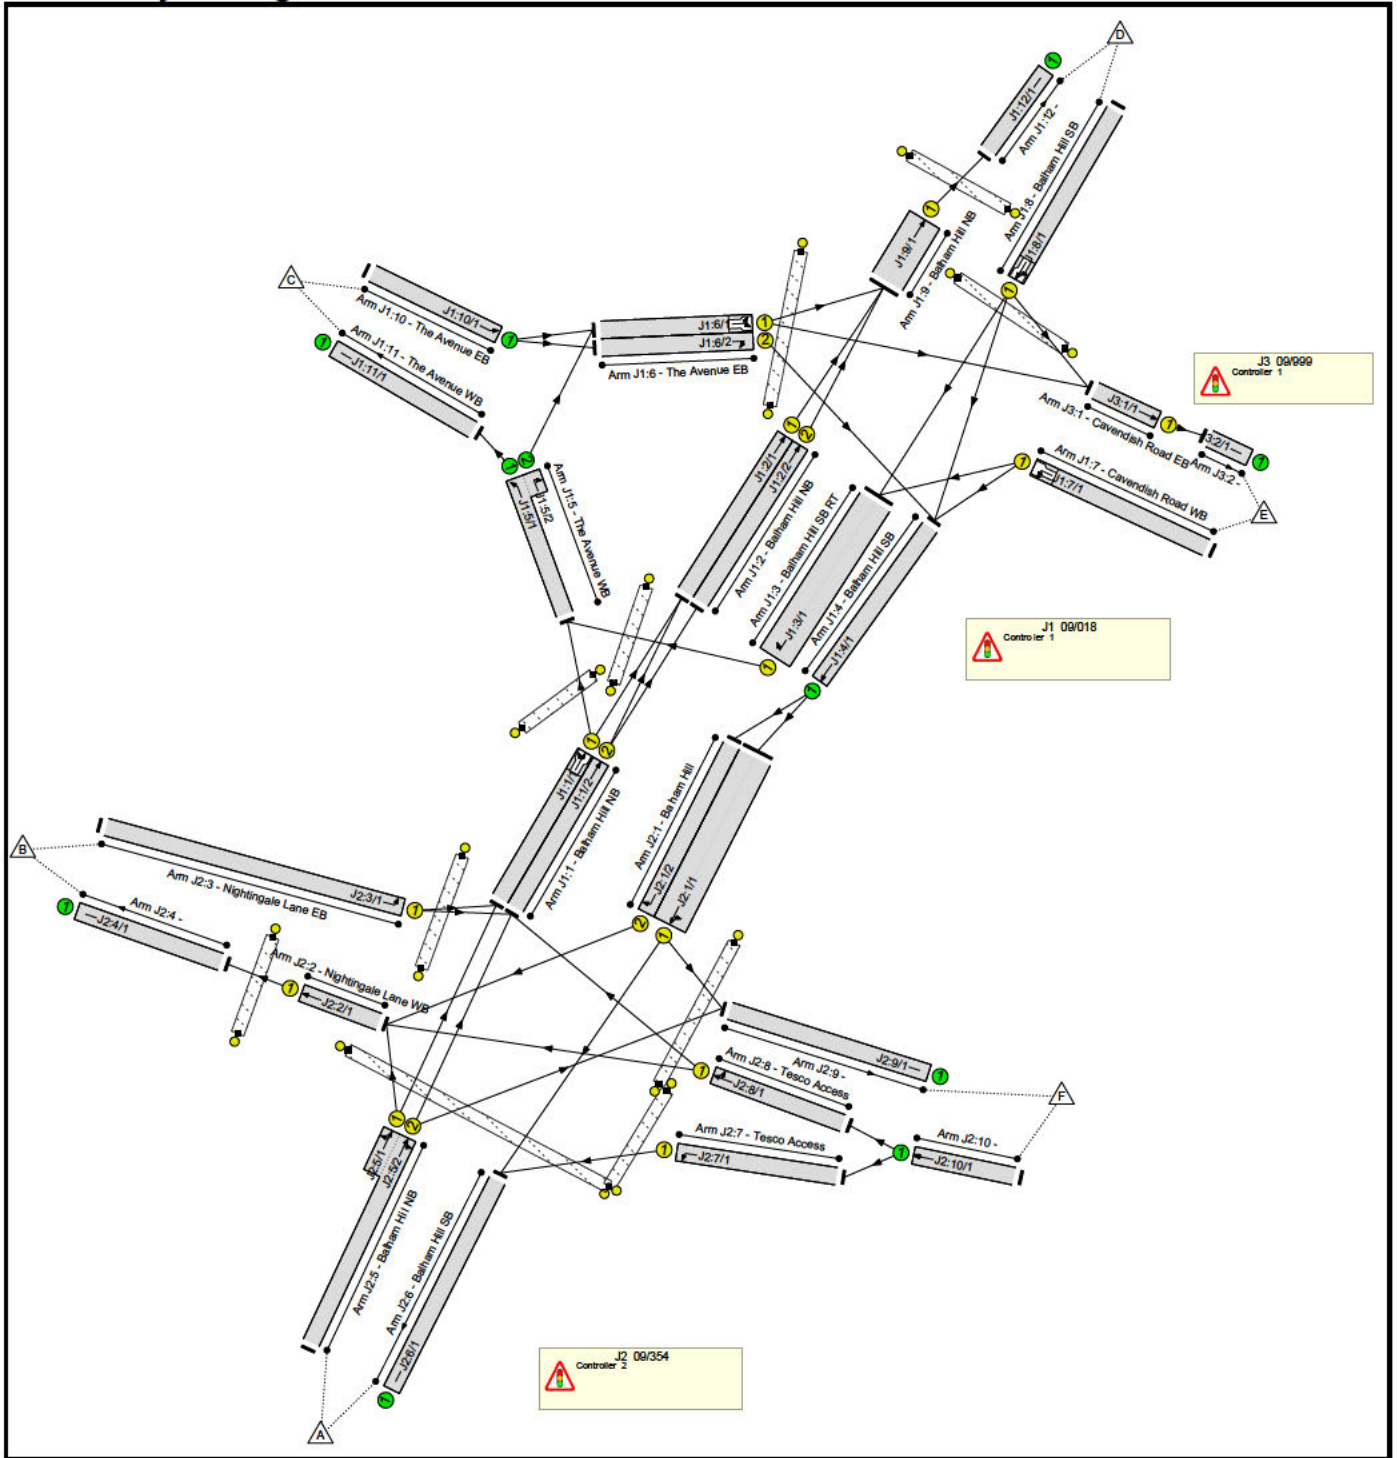 D
J1:12/1
Arm J1:12 -
Arm J1:8 - Balham Hill SB
J1:8/1
1
J1:9/1
Arm J1:9 - Balham Hill NB
C
J1:10/1
Arm J1:10 - The Avenue EB
Arm J1:11 - The Avenue WB
J1:11/1
J1:6/1
J1:6/2
Arm J1:6 - The Avenue EB
1
2
J3 09/999
Controller 1
J3:1/1
Arm J3:1 - Cavendish Road EB
3:2/1
Arm J3:2 -
Arm J1:7 - Cavendish Road WB
J1:7/1
E
J1:2/1
J1:2/2
Arm J1:2 - Balham Hill NB
Arm J1:3 - Balham Hill SB RT
J1:3/1
Arm J1:4 - Balham Hill SB
J1:4/1
J1:5/1
J1:5/2
Arm J1:5 - The Avenue WB
J1 09/018
Controller 1
J1:1/1
J1:1/2
Arm J1:1 - Balham Hill NB
Arm J2:1 - Balham Hill
J2:1/2
J2:1/1
B
J2:3/1
Arm J2:3 - Nightingale Lane EB
Arm J2:4 -
J2:4/1
Arm J2:2 - Nightingale Lane WB
J2:2/1
J2:9/1
Arm J2:9 -
Arm J2:8 - Tesco Access
J2:8/1
F
Arm J2:7 - Tesco Access
J2:7/1
Arm J2:10 -
J2:10/1
J2:5/1
J2:5/2
Arm J2:5 - Balham Hill NB
Arm J2:6 - Balham Hill SB
J2:6/1
J2 09/354
Controller 2
A